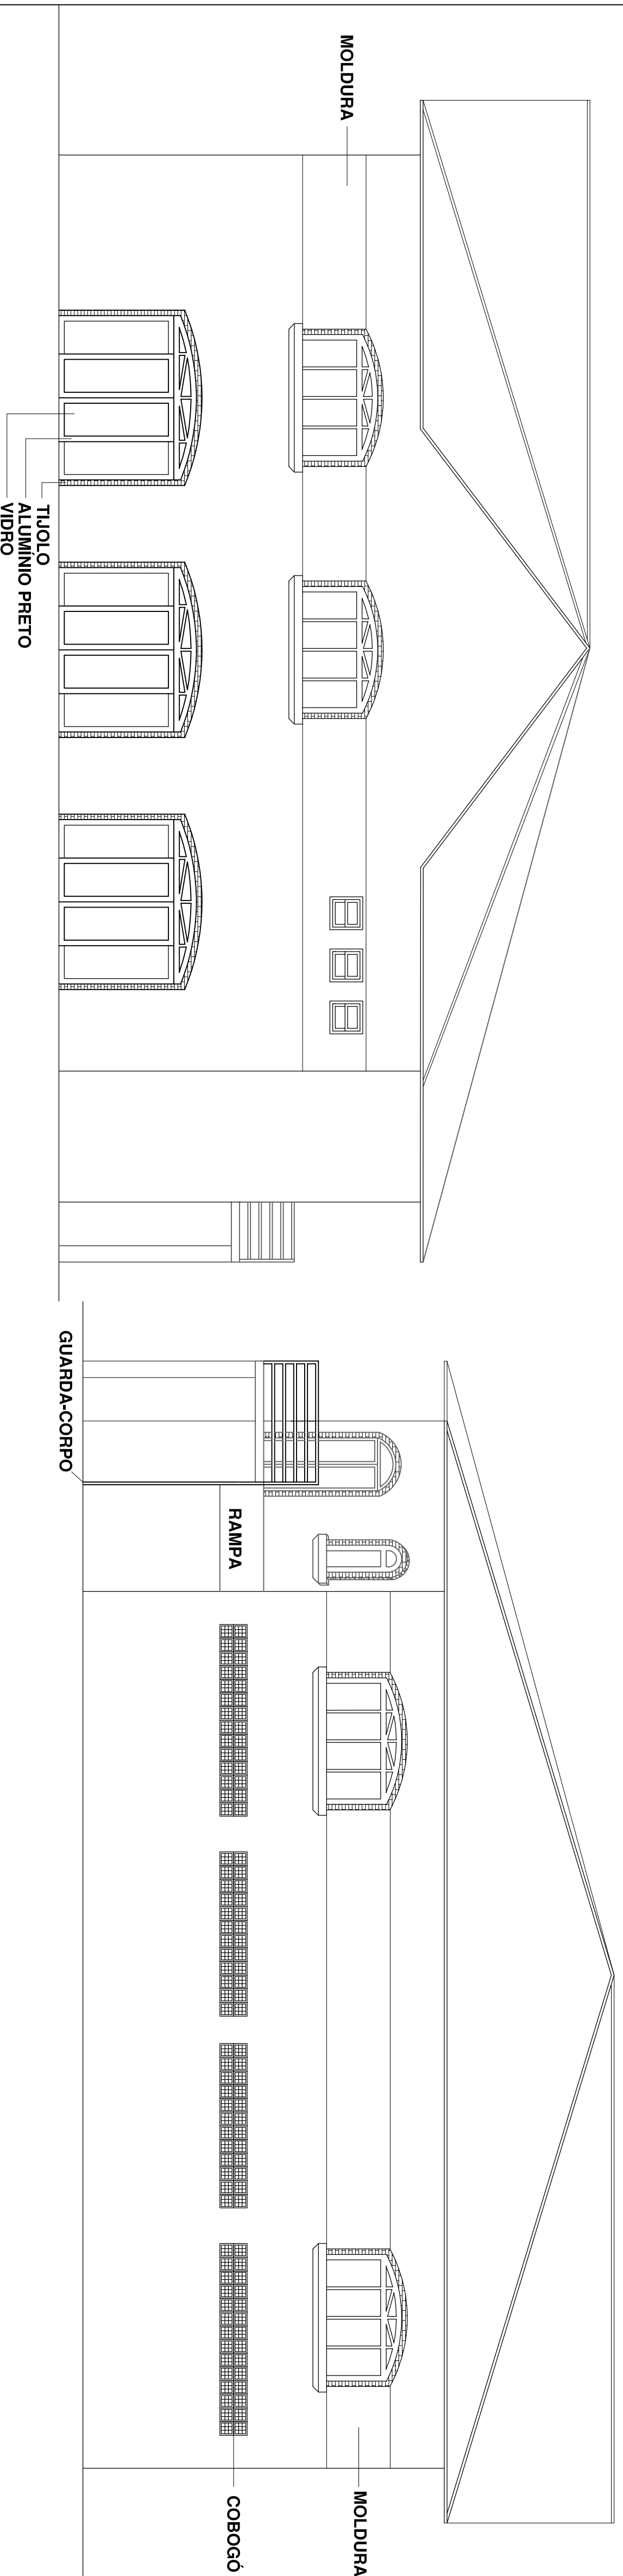 MOLDURA
TIJOLO
ALUMÍNIO PRETO
VIDRO
GUARDA-CORPO
RAMPA
MOLDURA
COBOGÓ